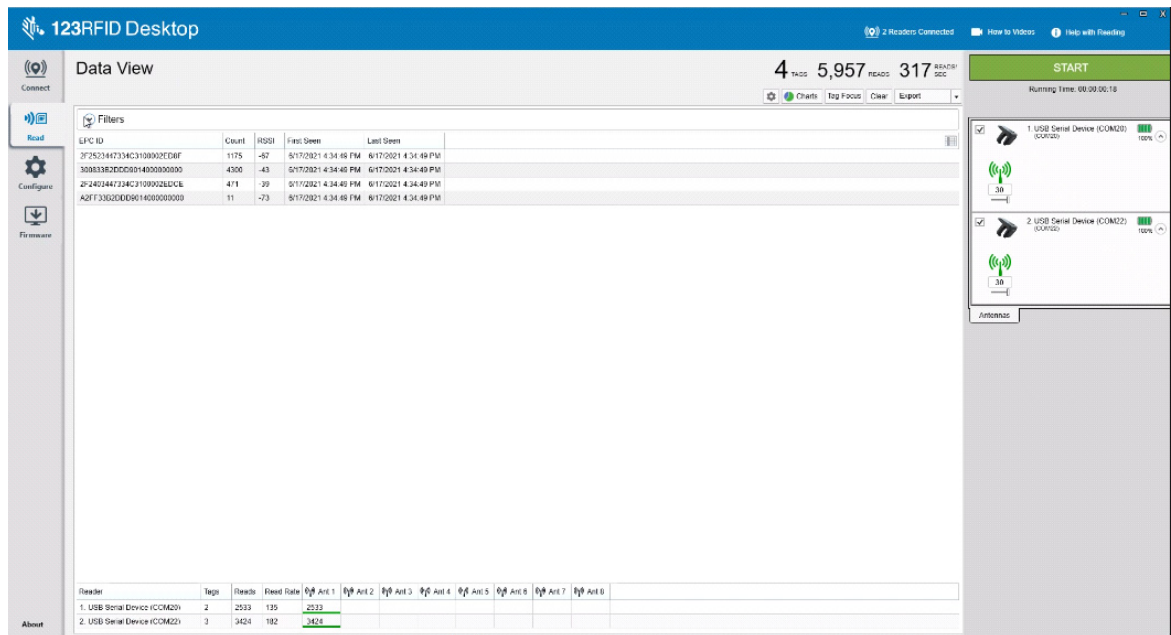 123RFID Desktop
2 Readers Connected
How to Videos
Help with Reading
Connect
Read
Configure
Firmware
About
Data View
4 TAGS 5,957 READS 317 READS/ SEC
Charts Tag Focus Clear Export
START
Running Time: 00:00:00:18
Filters
EPC ID Count RSSI First Seen Last Seen
1175 -67 6/17/2021 4:34:49 PM 6/17/2021 4:34:49 PM
300833B2DDD9014000000000 4300 -43 6/17/2021 4:34:49 PM 6/17/2021 4:34:49 PM
471 -39 6/17/2021 4:34:49 PM 6/17/2021 4:34:49 PM
A2FF33B2DDD9014000000000 11 -73 6/17/2021 4:34:49 PM 6/17/2021 4:34:49 PM
1. USB Serial Device (COM20)
(COM20)
100%
30
2. USB Serial Device (COM22)
(COM22)
100%
30
Antennas
Reader Tags Reads Read Rate Ant 1 Ant 2 Ant 3 Ant 4 Ant 5 Ant 6 Ant 7 Ant 8
1. USB Serial Device (COM20) 2 2533 135 2533
2. USB Serial Device (COM22) 3 3424 182 3424